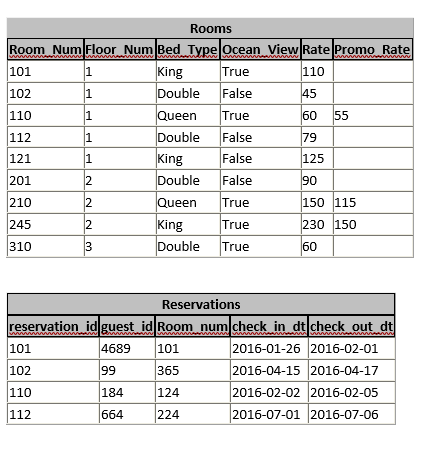 Rooms
Room_Num Floor_Num Bed_Type Ocean_View Rate Promo_Rate
101 1 King True 110
102 1 Double False 45
110 1 Queen True 60 55
112 1 Double False 79
121 1 King False 125
201 2 Double False 90
210 2 Queen True 150 115
245 2 King True 230 150
310 3 Double True 60
Reservations
reservation_id guest_id Room_num check_in_dt check_out_dt
101 4689 101 2016-01-26 2016-02-01
102 99 365 2016-04-15 2016-04-17
110 184 124 2016-02-02 2016-02-05
112 664 224 2016-07-01 2016-07-06